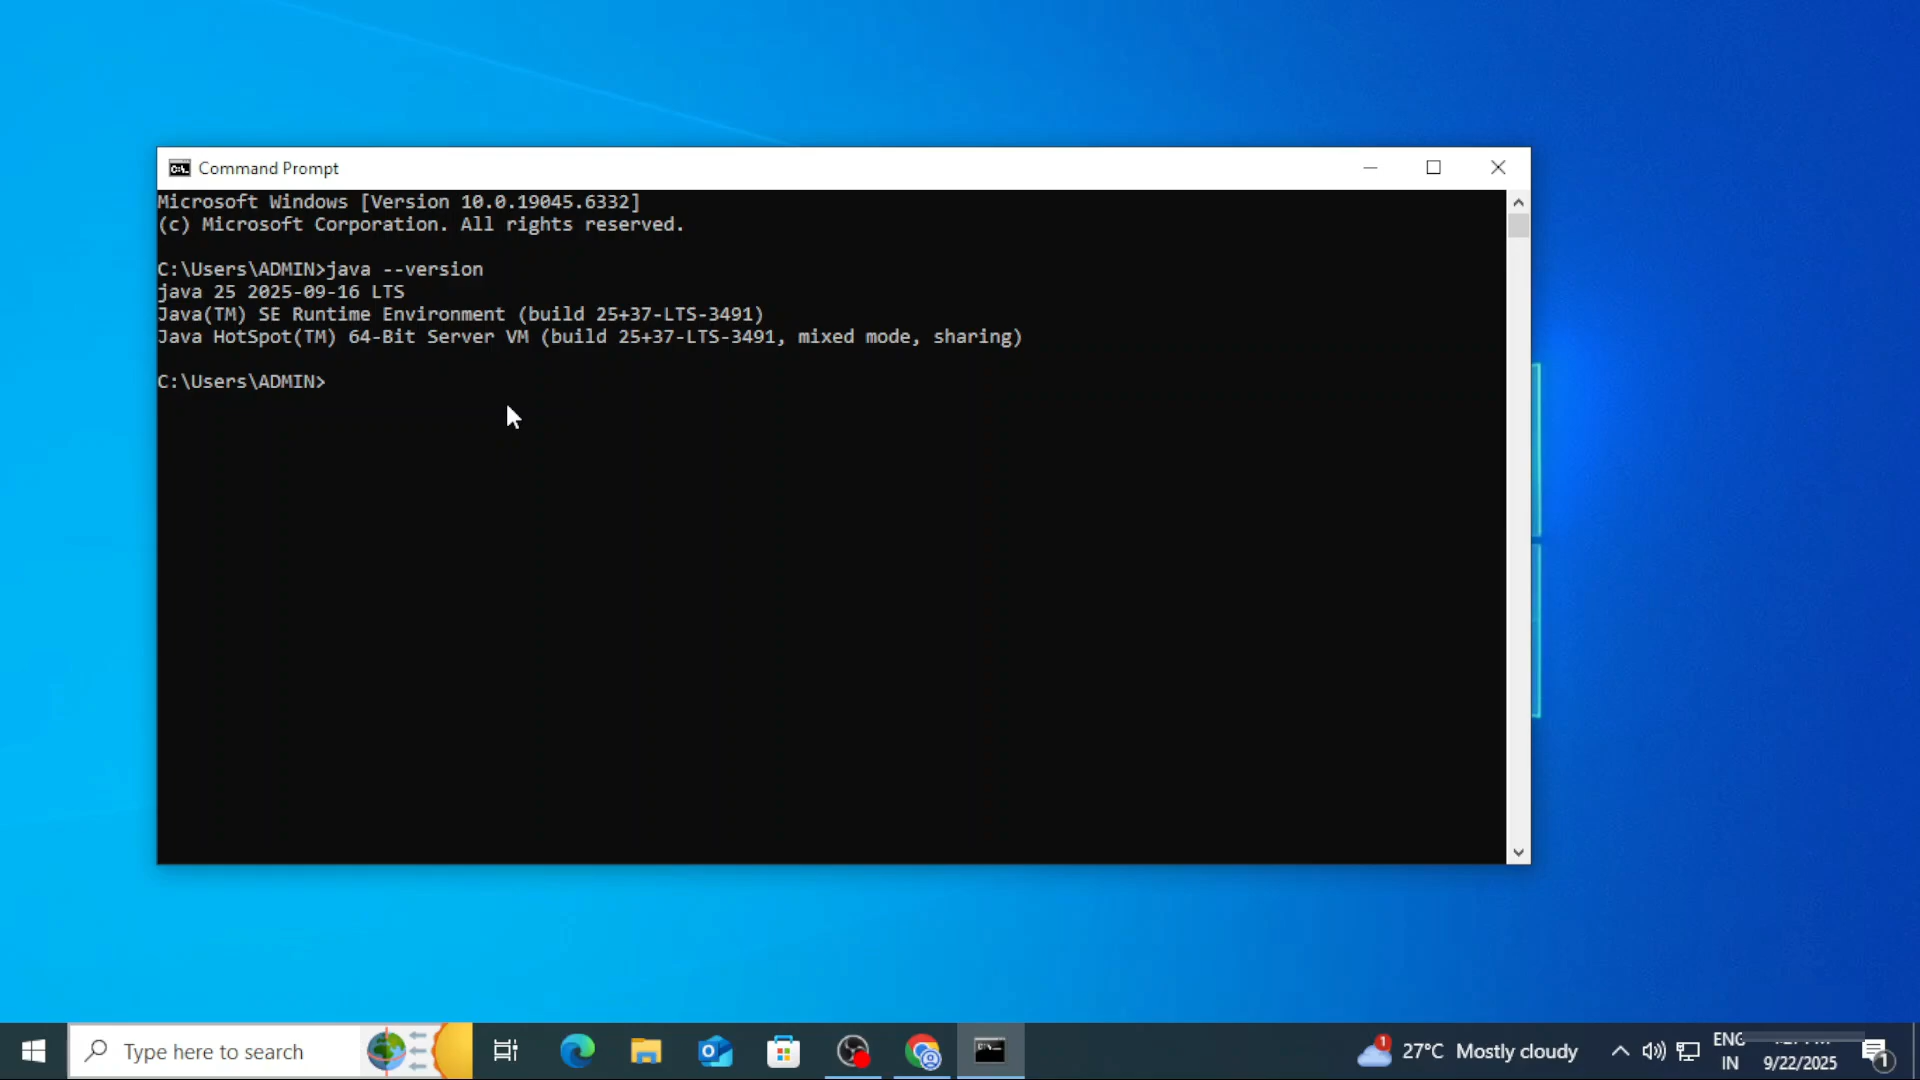 Command Prompt
Microsoft Windows [Version 10.0.19045.6332]
(c) Microsoft Corporation. All rights reserved.
C:\Users\ADMIN>java --version
java 25 2025-09-16 LTS
Java(TM) SE Runtime Environment (build 25+37-LTS-3491)
Java HotSpot(TM) 64-Bit Server VM (build 25+37-LTS-3491, mixed mode, sharing)
C:\Users\ADMIN>
Type here to search
1
27°C Mostly cloudy
ENG
IN
9/22/2025
1